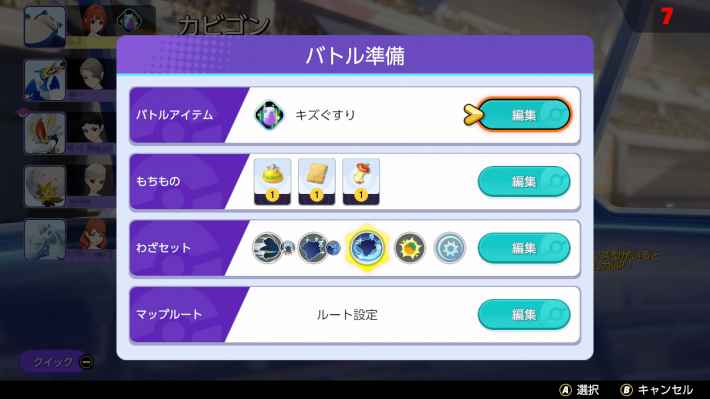 カビゴン
7
バトル準備
バトルアイテム
キズぐすり
編集
もちもの
1
1
1
編集
わざセット
編集
マップルート
ルート設定
編集
クイック
A 選択
B キャンセル